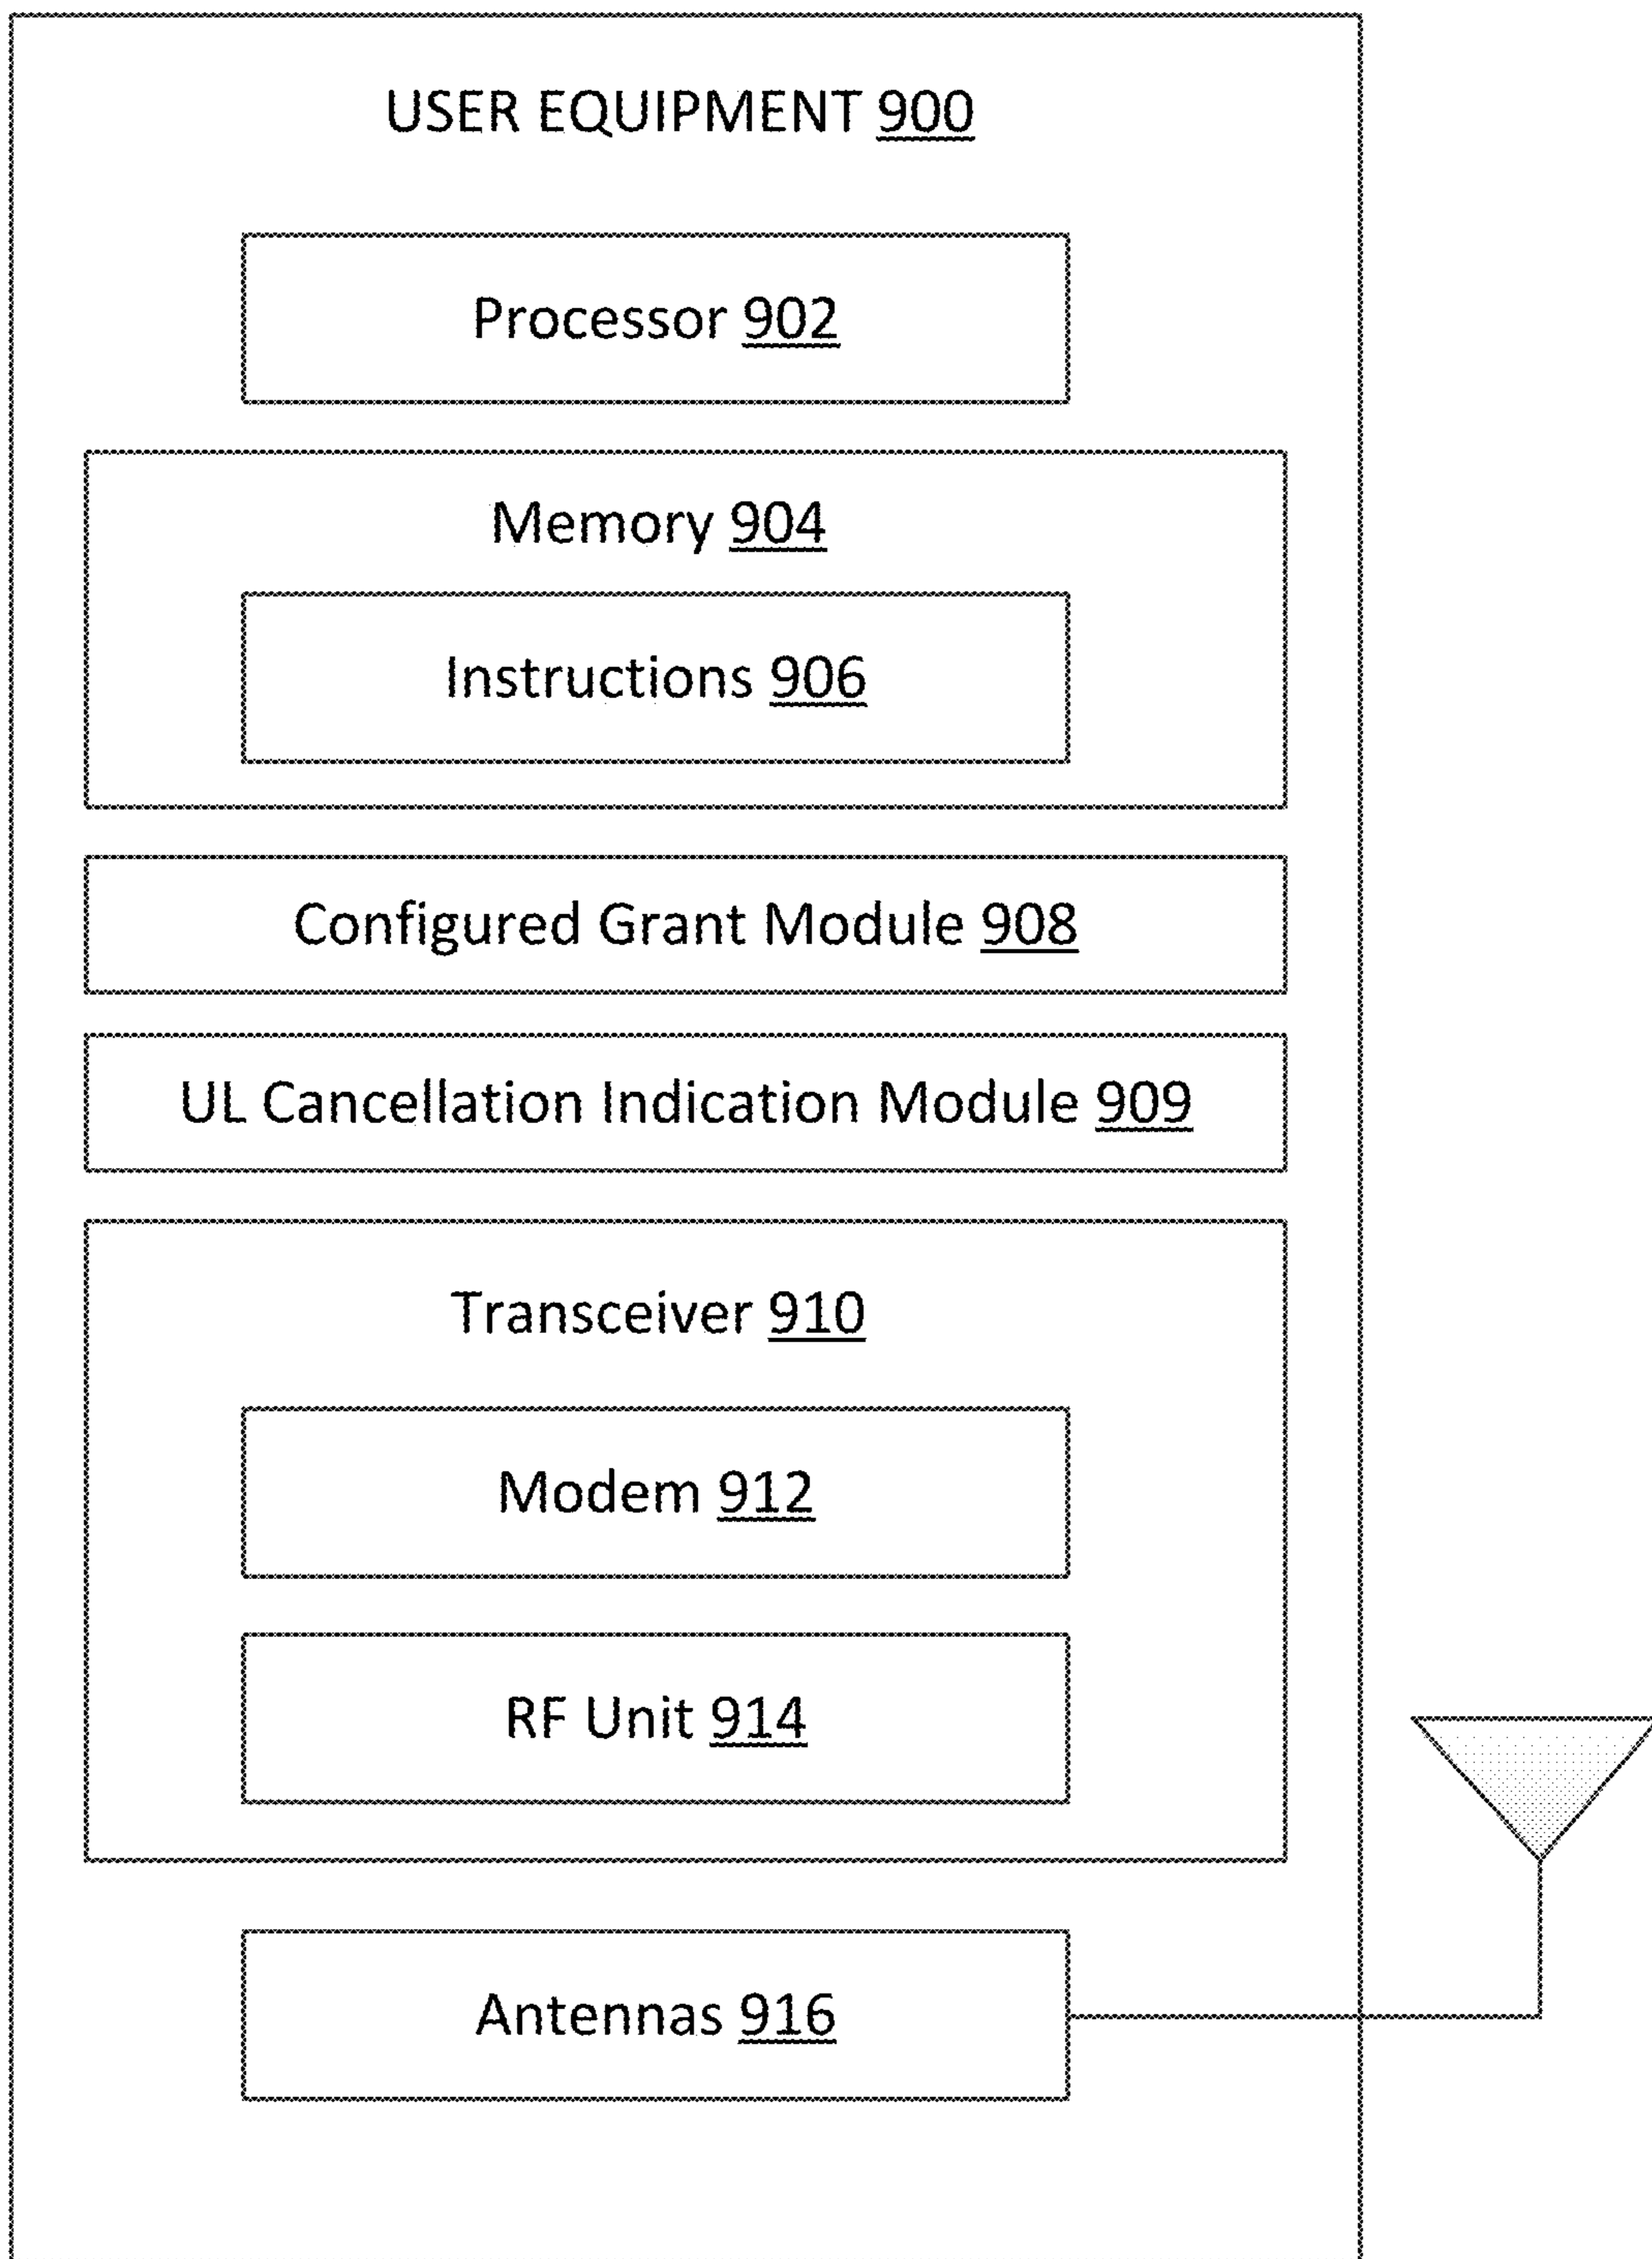 USER EQUIPMENT 900
Processor 902
Memory 904
Instructions 906
Configured Grant Module 908
UL Cancellation Indication Module 909
Transceiver 910
Modem 912
RF Unit 914
Antennas 916